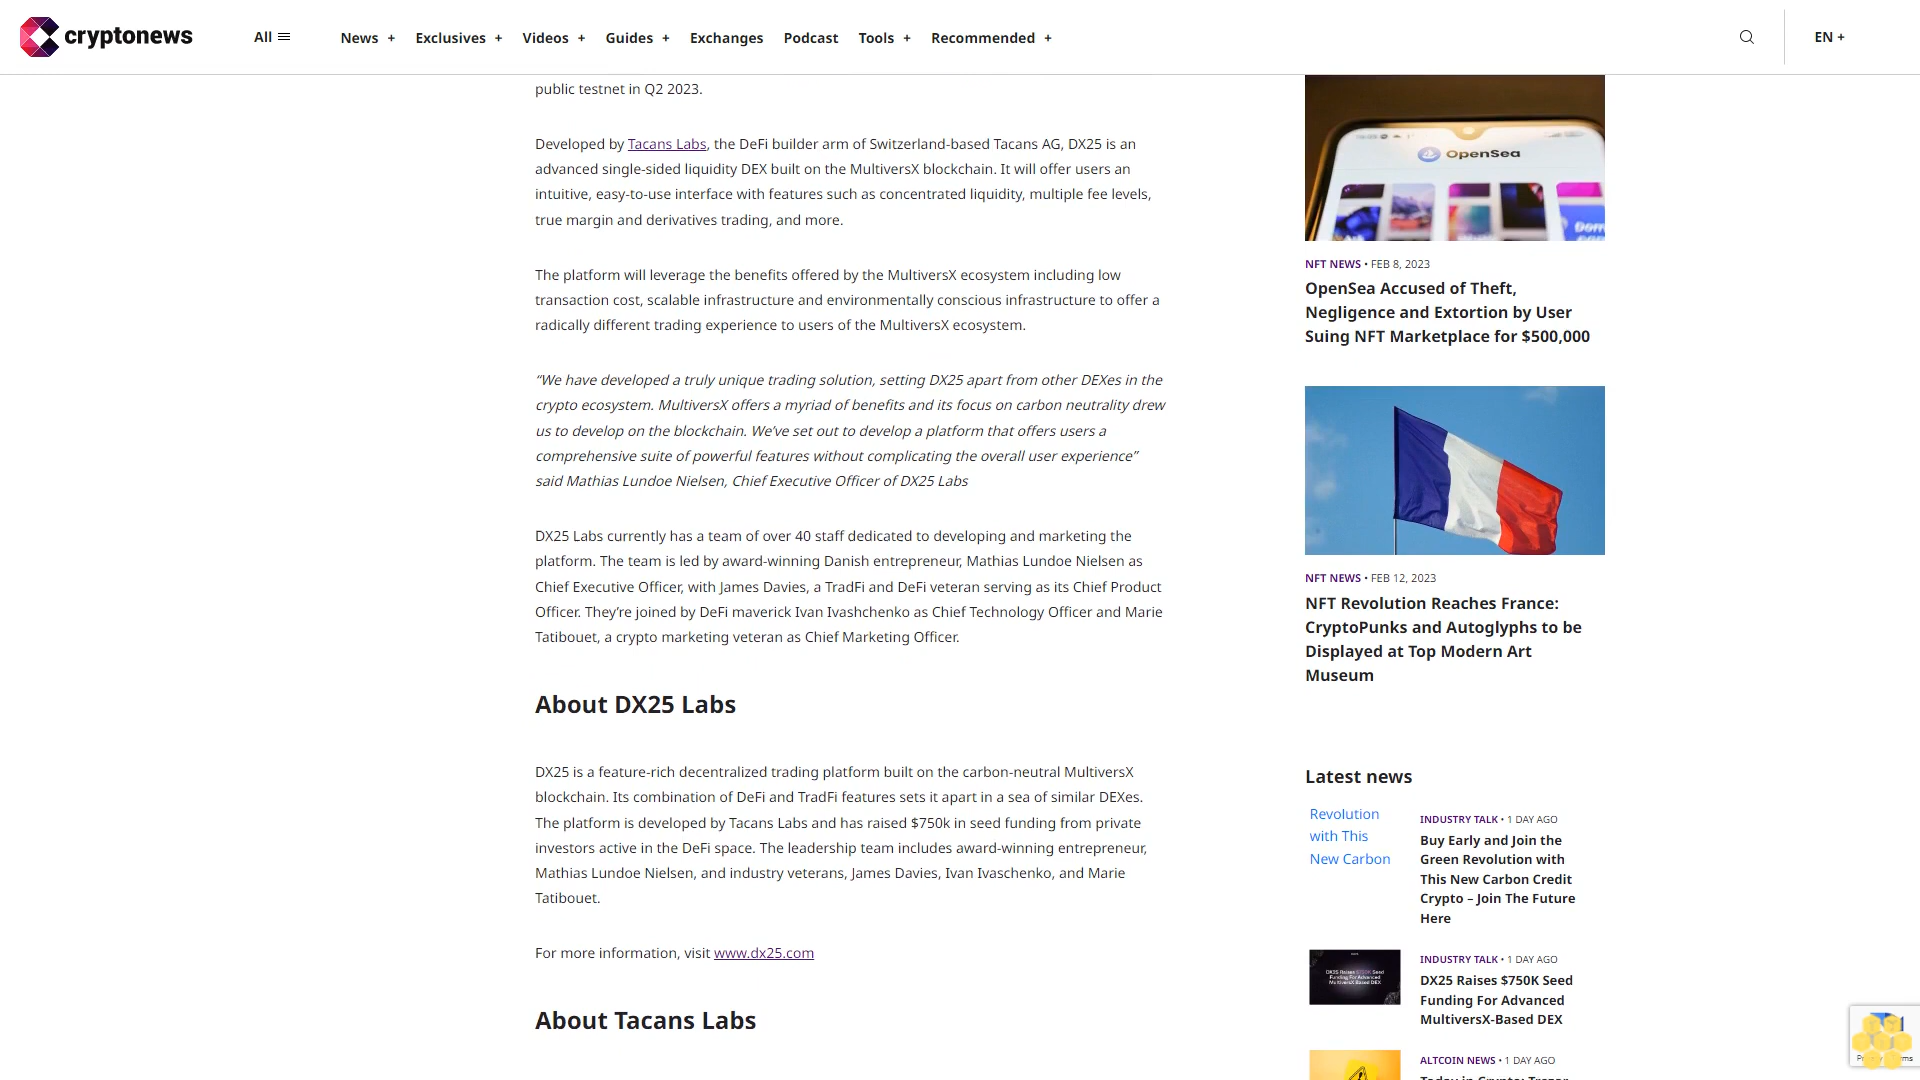 cryptonews
All
News +
Exclusives +
Videos +
Guides +
Exchanges
Podcast
Tools +
Recommended +
EN +
public testnet in Q2 2023.
Developed by Tacans Labs, the DeFi builder arm of Switzerland-based Tacans AG, DX25 is an
advanced single-sided liquidity DEX built on the MultiversX blockchain. It will offer users an
intuitive, easy-to-use interface with features such as concentrated liquidity, multiple fee levels,
true margin and derivatives trading, and more.
The platform will leverage the benefits offered by the MultiversX ecosystem including low
transaction cost, scalable infrastructure and environmentally conscious infrastructure to offer a
radically different trading experience to users of the MultiversX ecosystem.
“We have developed a truly unique trading solution, setting DX25 apart from other DEXes in the
crypto ecosystem. MultiversX offers a myriad of benefits and its focus on carbon neutrality drew
us to develop on the blockchain. We’ve set out to develop a platform that offers users a
comprehensive suite of powerful features without complicating the overall user experience”
said Mathias Lundoe Nielsen, Chief Executive Officer of DX25 Labs
DX25 Labs currently has a team of over 40 staff dedicated to developing and marketing the
platform. The team is led by award-winning Danish entrepreneur, Mathias Lundoe Nielsen as
Chief Executive Officer, with James Davies, a TradFi and DeFi veteran serving as its Chief Product
Officer. They’re joined by DeFi maverick Ivan Ivashchenko as Chief Technology Officer and Marie
Tatibouet, a crypto marketing veteran as Chief Marketing Officer.
About DX25 Labs
DX25 is a feature-rich decentralized trading platform built on the carbon-neutral MultiversX
blockchain. Its combination of DeFi and TradFi features sets it apart in a sea of similar DEXes.
The platform is developed by Tacans Labs and has raised $750k in seed funding from private
investors active in the DeFi space. The leadership team includes award-winning entrepreneur,
Mathias Lundoe Nielsen, and industry veterans, James Davies, Ivan Ivaschenko, and Marie
Tatibouet.
For more information, visit www.dx25.com
About Tacans Labs
OpenSea
NFT NEWS • FEB 8, 2023
OpenSea Accused of Theft,
Negligence and Extortion by User
Suing NFT Marketplace for $500,000
NFT NEWS • FEB 12, 2023
NFT Revolution Reaches France:
CryptoPunks and Autoglyphs to be
Displayed at Top Modern Art
Museum
Latest news
Revolution
with This
New Carbon
INDUSTRY TALK • 1 DAY AGO
Buy Early and Join the
Green Revolution with
This New Carbon Credit
Crypto – Join The Future
Here
DX25 Raises $750K Seed
Funding For Advanced
MultiversX Based DEX
INDUSTRY TALK • 1 DAY AGO
DX25 Raises $750K Seed
Funding For Advanced
MultiversX-Based DEX
ALTCOIN NEWS • 1 DAY AGO